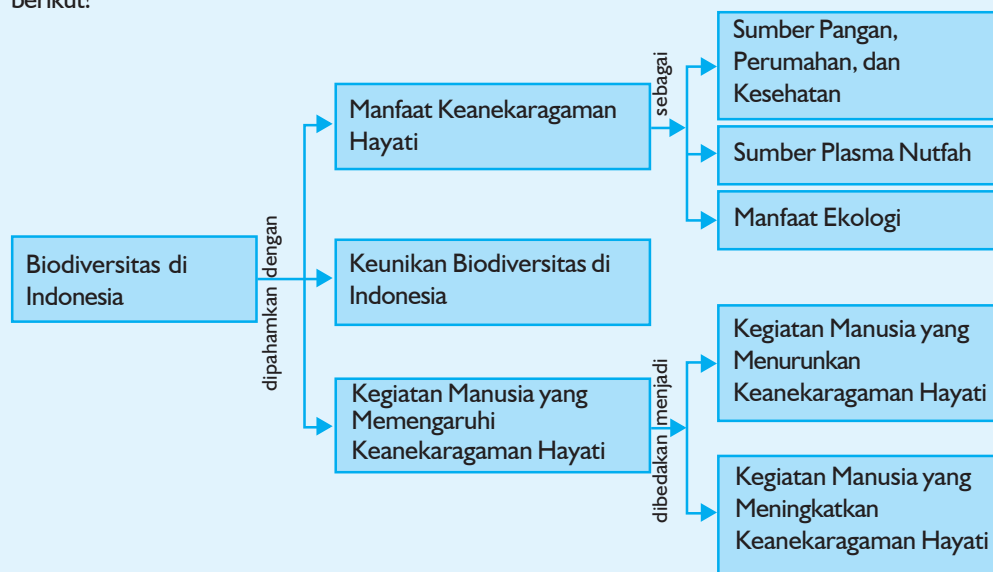 berikut!
Biodiversitas di
Indonesia
dipahamkan dengan
Manfaat Keanekaragaman
Hayati
sebagai
Sumber Pangan,
Perumahan, dan
Kesehatan
Sumber Plasma Nutfah
Manfaat Ekologi
Keunikan Biodiversitas di
Indonesia
Kegiatan Manusia yang
Memengaruhi
Keanekaragaman Hayati
dibedakan menjadi
Kegiatan Manusia yang
Menurunkan
Keanekaragaman Hayati
Kegiatan Manusia yang
Meningkatkan
Keanekaragaman Hayati